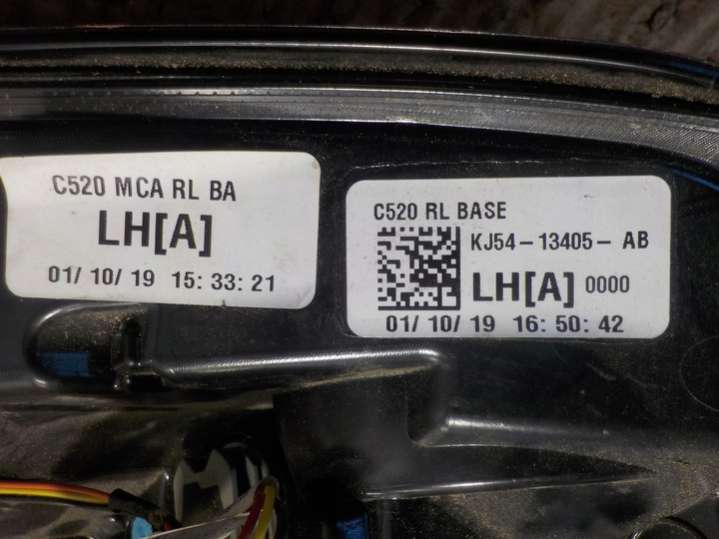 C520 MCA RL BA
LH[A]
01/ 10/ 19 15: 33: 21
C520 RL BASE
KJ54-13405- AB
LH[A] 0000
01/ 10/ 19 16: 50: 42